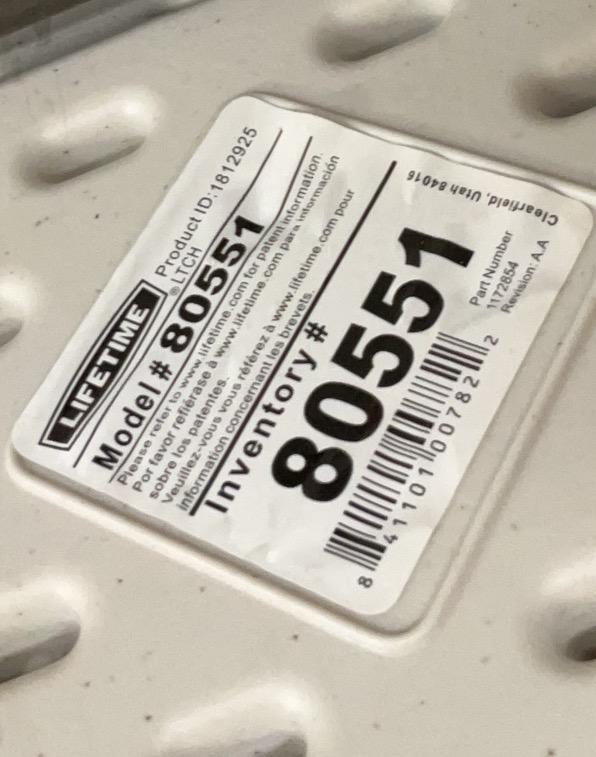 LIFETIME®
Product ID:1812925
LTCH
Model # 80551
Please refer to www.lifetime.com for patent information.
Por favor refiérase à www.lifetime.com para información
sobre los patentes.
Veuillez-vous vous référez à www.lifetime.com pour
information concernant les brevets.
Inventory #
80551
8 41101 00782 2
Part Number
1172854
Revision: A.A
Clearfield, Utah 84016